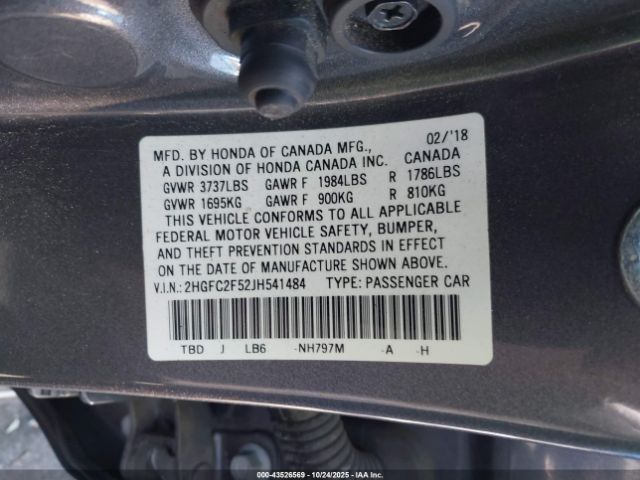 MFD. BY HONDA OF CANADA MFG., 02/'18
A DIVISION OF HONDA CANADA INC. CANADA
GVWR 3737LBS GAWR F 1984LBS R 1786LBS
GVWR 1695KG GAWR F 900KG R 810KG
THIS VEHICLE CONFORMS TO ALL APPLICABLE
FEDERAL MOTOR VEHICLE SAFETY, BUMPER,
AND THEFT PREVENTION STANDARDS IN EFFECT
ON THE DATE OF MANUFACTURE SHOWN ABOVE.
V.I.N.: 2HGFC2F52JH541484 TYPE: PASSENGER CAR
TBD J LB6 -NH797M -A -H
000-43526569 • 10/24/2025 • IAA Inc.